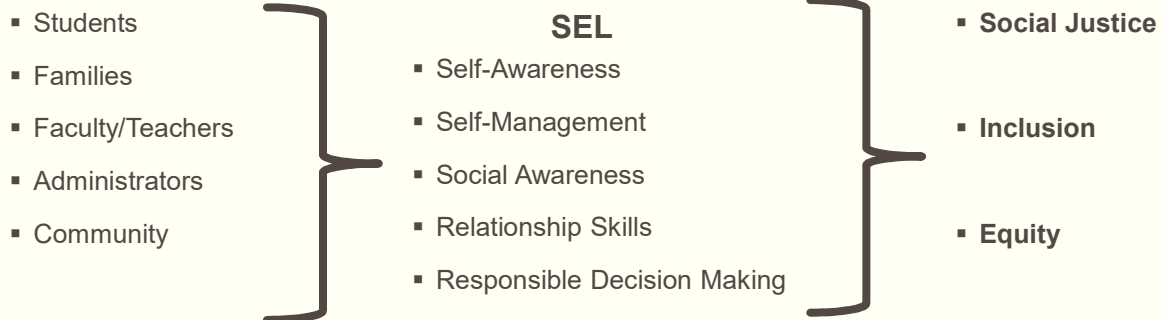 ▪ Students
▪ Families
▪ Faculty/Teachers
▪ Administrators
▪ Community
SEL
▪ Self-Awareness
▪ Self-Management
▪ Social Awareness
▪ Relationship Skills
▪ Responsible Decision Making
▪ Social Justice
▪ Inclusion
▪ Equity